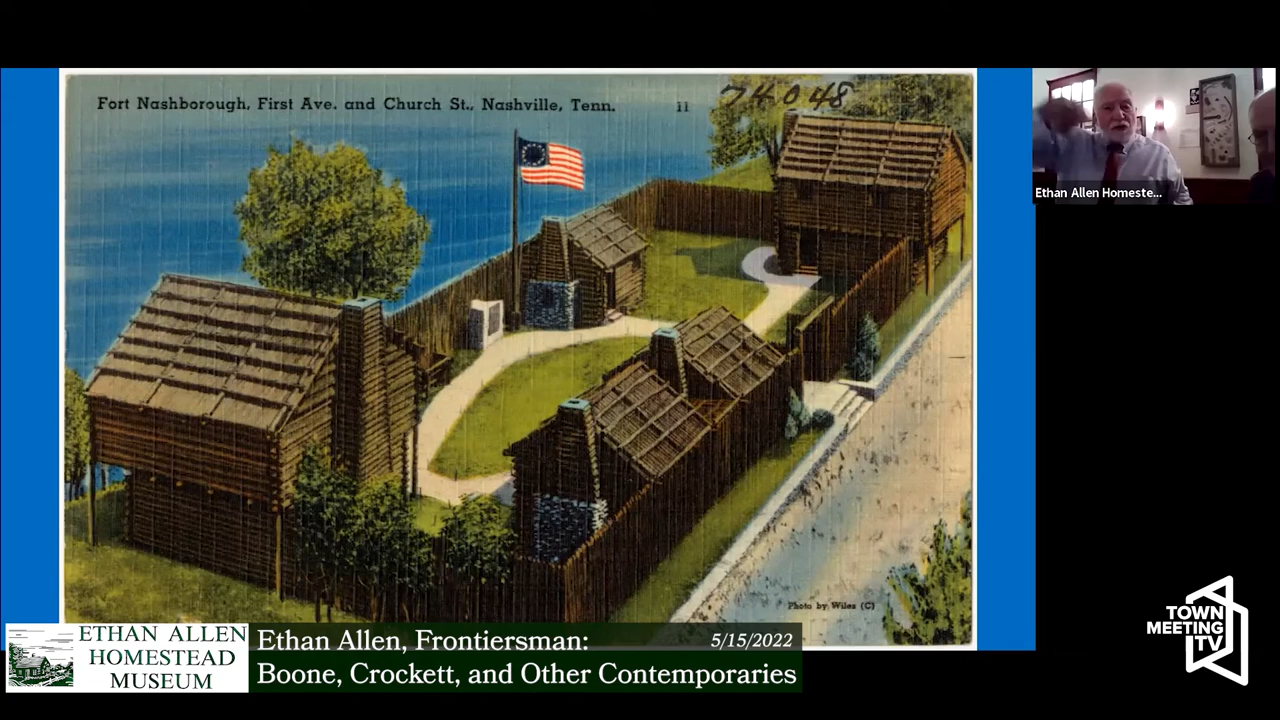 Fort Nashborough, First Ave. and Church St., Nashville, Tenn.
11
74048
Ethan Allen Homeste...
Photo by Wiles (C)
ETHAN ALLEN
HOMESTEAD
MUSEUM
Ethan Allen, Frontiersman:
5/15/2022
Boone, Crockett, and Other Contemporaries
TOWN
MEETING
TV